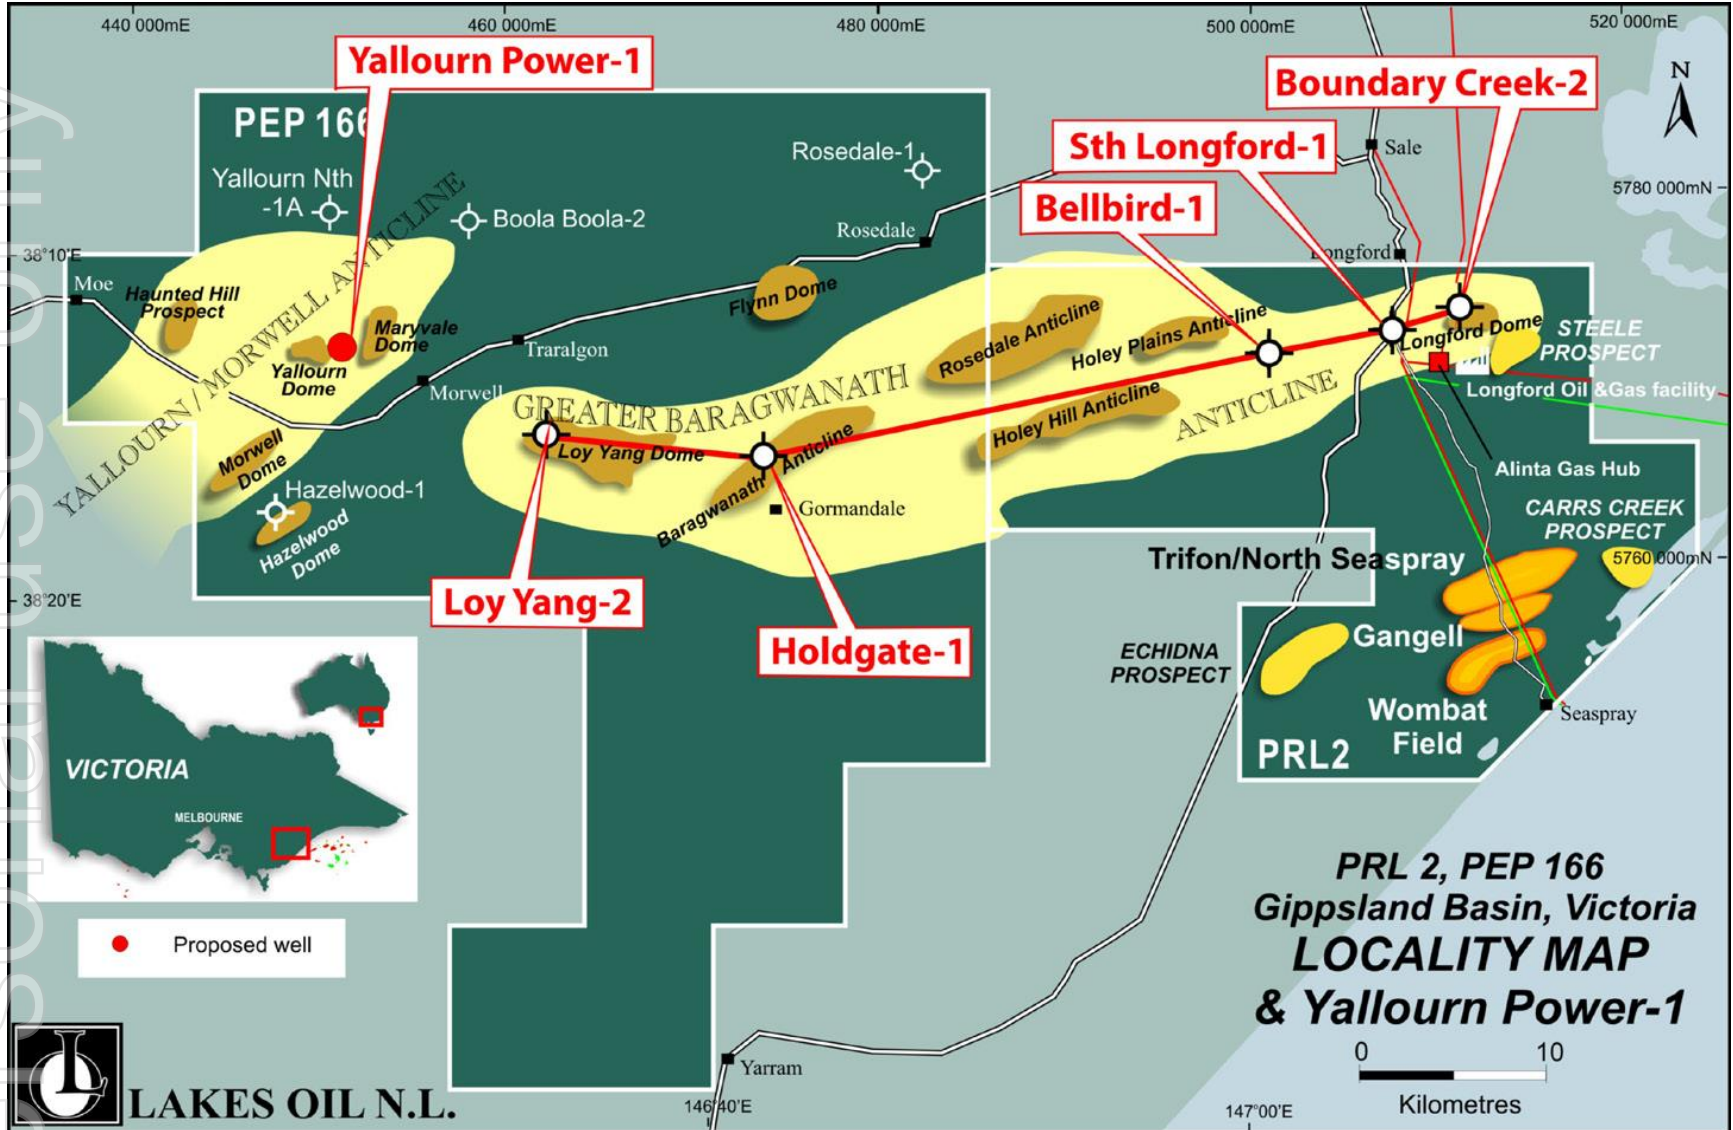 440 000mE
460 000mE
480 000mE
500 000mE
520 000mE
Yallourn Power-1
Boundary Creek-2
N
PEP 166
Sth Longford-1
Rosedale-1
Sale
Yallourn Nth
-1A
Boola Boola-2
Bellbird-1
5780 000mN
Rosedale
38°10'E
Longford
YALLOURN / MORWELL ANTICLINE
Moe
Haunted Hill
Prospect
Flynn Dome
Maryvale
Dome
Yallourn
Dome
Traralgon
Morwell
Rosedale Anticline
Holey Plains Anticline
Longford Dome
STEELE
PROSPECT
Longford Oil &Gas facility
GREATER BARAGWANATH
ANTICLINE
Holey Hill Anticline
Loy Yang Dome
Baragwanath Anticline
Alinta Gas Hub
Morwell
Dome
Hazelwood-1
Hazelwood
Dome
Gormandale
CARRS CREEK
PROSPECT
Trifon/North Seaspray
5760 000mN
38°20'E
Loy Yang-2
Holdgate-1
Gangell
ECHIDNA
PROSPECT
Wombat
Field
Seaspray
PRL2
VICTORIA
MELBOURNE
Proposed well
PRL 2, PEP 166
Gippsland Basin, Victoria
LOCALITY MAP
& Yallourn Power-1
0 10
Kilometres
Yarram
146°40'E
147°00'E
L
LAKES OIL N.L.